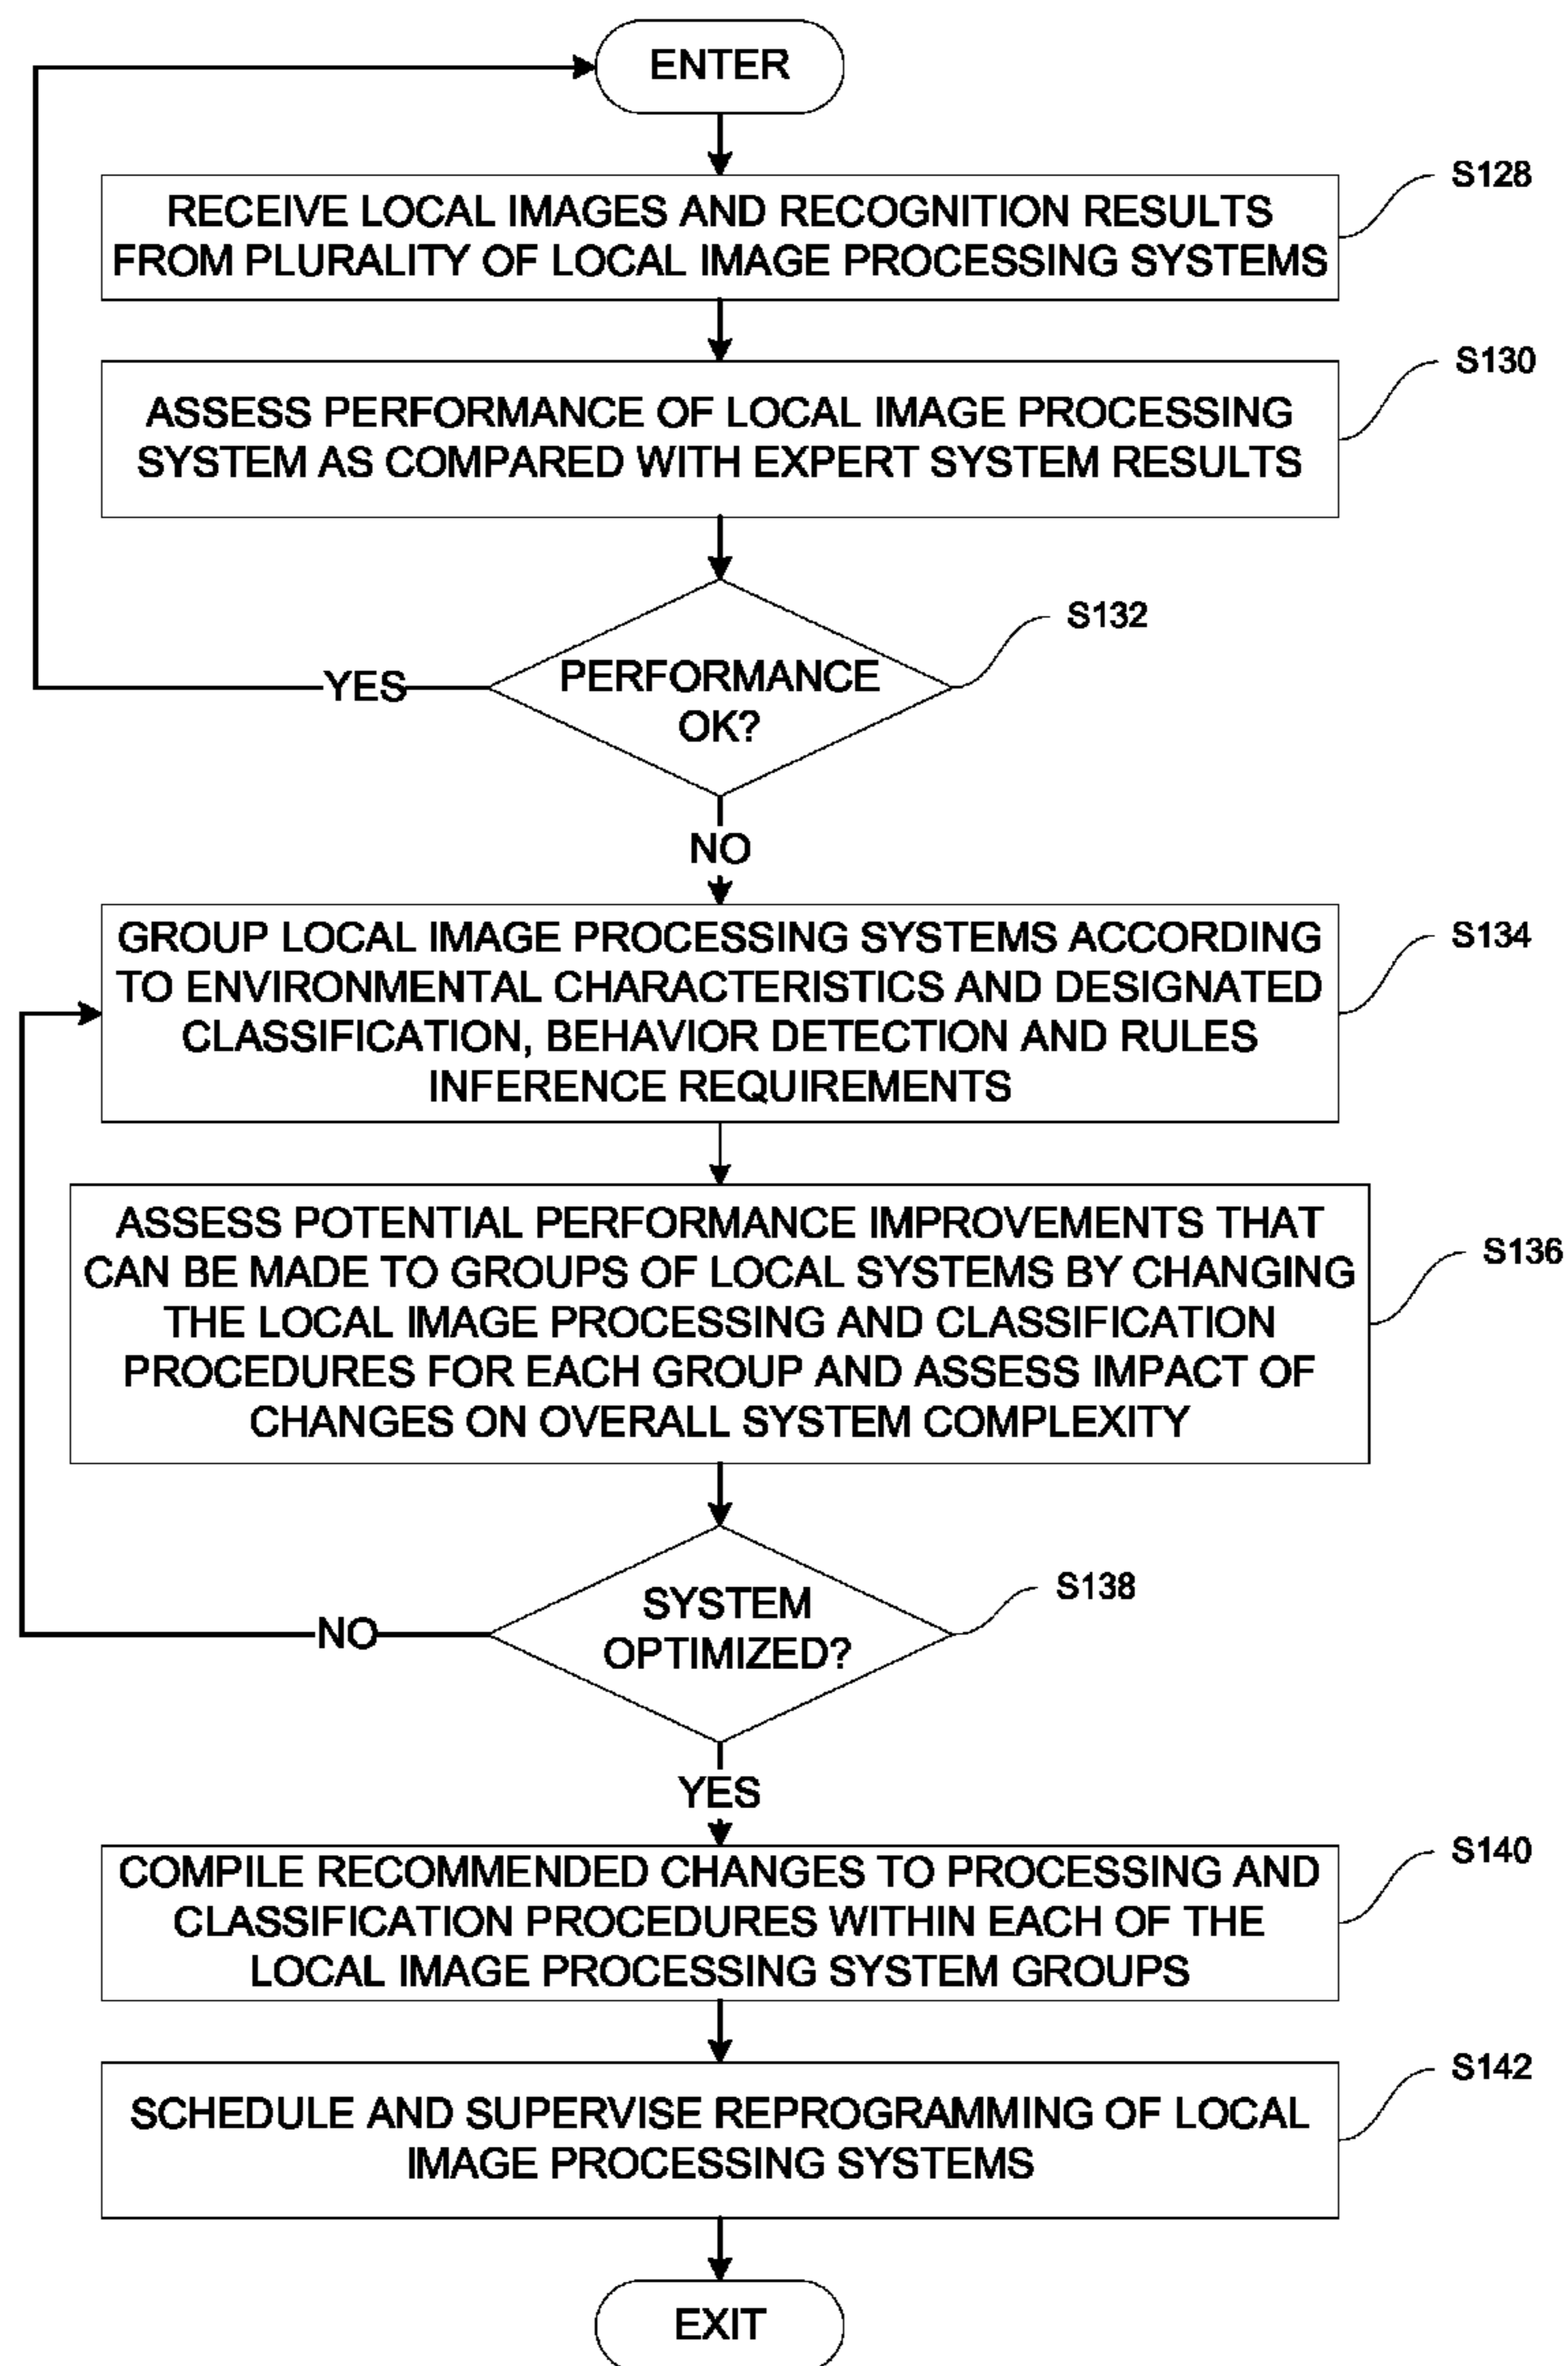 ENTER
S128
RECEIVE LOCAL IMAGES AND RECOGNITION RESULTS
FROM PLURALITY OF LOCAL IMAGE PROCESSING SYSTEMS
S130
ASSESS PERFORMANCE OF LOCAL IMAGE PROCESSING
SYSTEM AS COMPARED WITH EXPERT SYSTEM RESULTS
S132
PERFORMANCE
OK?
YES
NO
GROUP LOCAL IMAGE PROCESSING SYSTEMS ACCORDING
TO ENVIRONMENTAL CHARACTERISTICS AND DESIGNATED
CLASSIFICATION, BEHAVIOR DETECTION AND RULES
INFERENCE REQUIREMENTS
S134
ASSESS POTENTIAL PERFORMANCE IMPROVEMENTS THAT
CAN BE MADE TO GROUPS OF LOCAL SYSTEMS BY CHANGING
THE LOCAL IMAGE PROCESSING AND CLASSIFICATION
PROCEDURES FOR EACH GROUP AND ASSESS IMPACT OF
CHANGES ON OVERALL SYSTEM COMPLEXITY
S136
SYSTEM
OPTIMIZED?
S138
NO
YES
COMPILE RECOMMENDED CHANGES TO PROCESSING AND
CLASSIFICATION PROCEDURES WITHIN EACH OF THE
LOCAL IMAGE PROCESSING SYSTEM GROUPS
S140
SCHEDULE AND SUPERVISE REPROGRAMMING OF LOCAL
IMAGE PROCESSING SYSTEMS
S142
EXIT